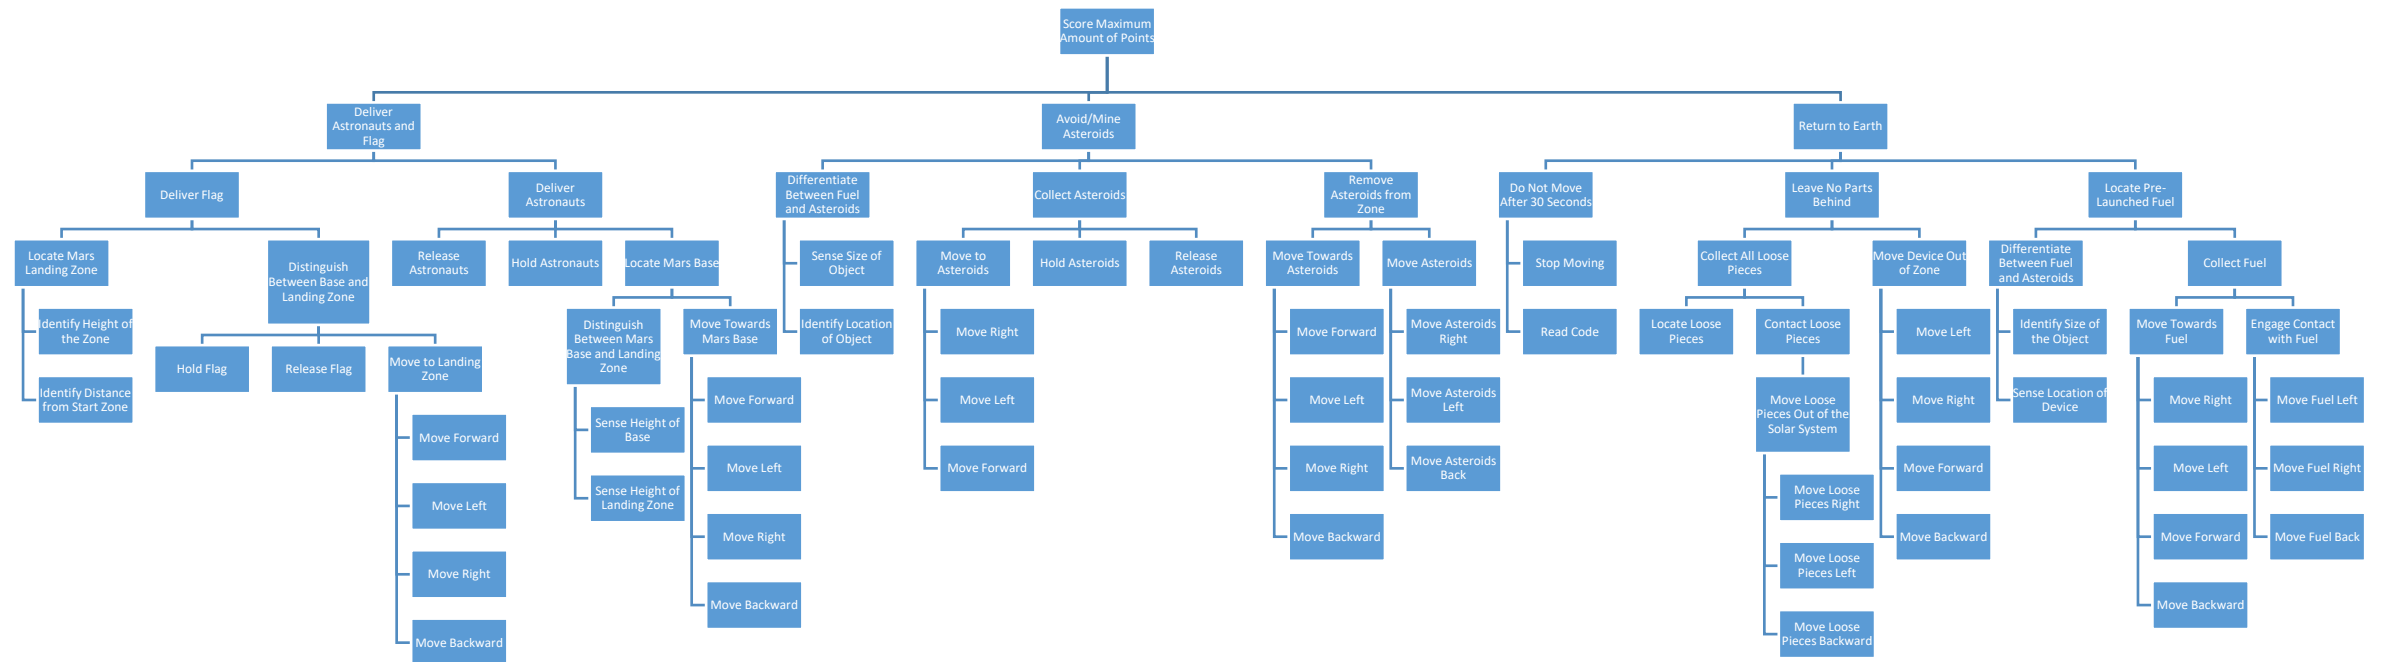 Score Maximum
Amount of Points
Deliver
Astronauts and
Flag
Avoid/Mine
Asteroids
Return to Earth
Deliver Flag
Deliver
Astronauts
Differentiate
Between Fuel
and Asteroids
Collect Asteroids
Remove
Asteroids from
Zone
Do Not Move
After 30 Seconds
Leave No Parts
Behind
Locate Pre-
Launched Fuel
Locate Mars
Landing Zone
Distinguish
Between Base and
Landing Zone
Release
Astronauts
Hold Astronauts
Locate Mars Base
Sense Size of
Object
Move to
Asteroids
Hold Asteroids
Release
Asteroids
Move Towards
Asteroids
Move Asteroids
Stop Moving
Collect All Loose
Pieces
Move Device Out
of Zone
Differentiate
Between Fuel
and Asteroids
Collect Fuel
Identify Height of
the Zone
Hold Flag
Release Flag
Move to Landing
Zone
Distinguish
Between Mars
Base and Landing
Zone
Move Towards
Mars Base
Identify Location
of Object
Move Right
Move Forward
Move Asteroids
Right
Read Code
Locate Loose
Pieces
Contact Loose
Pieces
Move Left
Identify Size of
the Object
Move Towards
Fuel
Engage Contact
with Fuel
Identify Distance
from Start Zone
Move Forward
Move Left
Move Left
Move Asteroids
Left
Move Loose
Pieces Out of the
Solar System
Move Right
Sense Location of
Device
Move Right
Move Fuel Left
Move Forward
Sense Height of
Base
Move Left
Move Forward
Move Right
Move Asteroids
Back
Move Forward
Move Left
Move Fuel Right
Move Left
Sense Height of
Landing Zone
Move Loose
Pieces Right
Move Right
Move Backward
Move Backward
Move Forward
Move Fuel Back
Move Right
Move Loose
Pieces Left
Move Backward
Move Backward
Move Backward
Move Loose
Pieces Backward